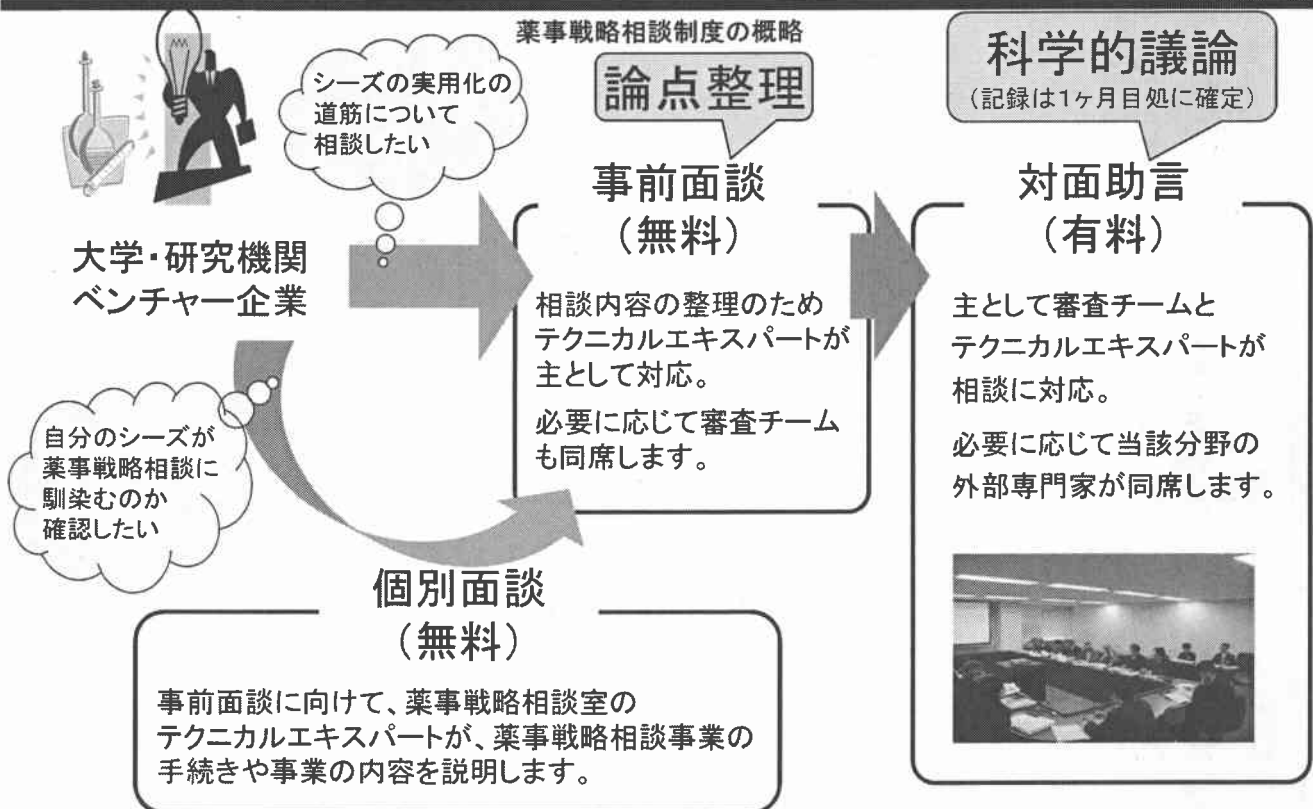 薬事戦略相談制度の概略
シーズの実用化の
道筋について
相談したい
論点整理
科学的議論
(記録は1ヶ月目処に確定)
大学・研究機関
ベンチャー企業
事前面談
(無料)
相談内容の整理のため
テクニカルエキスパートが
主として対応。
必要に応じて審査チーム
も同席します。
対面助言
(有料)
主として審査チームと
テクニカルエキスパートが
相談に対応。
必要に応じて当該分野の
外部専門家が同席します。
自分のシーズが
薬事戦略相談に
馴染むのか
確認したい
個別面談
(無料)
事前面談に向けて、薬事戦略相談室の
テクニカルエキスパートが、薬事戦略相談事業の
手続きや事業の内容を説明します。